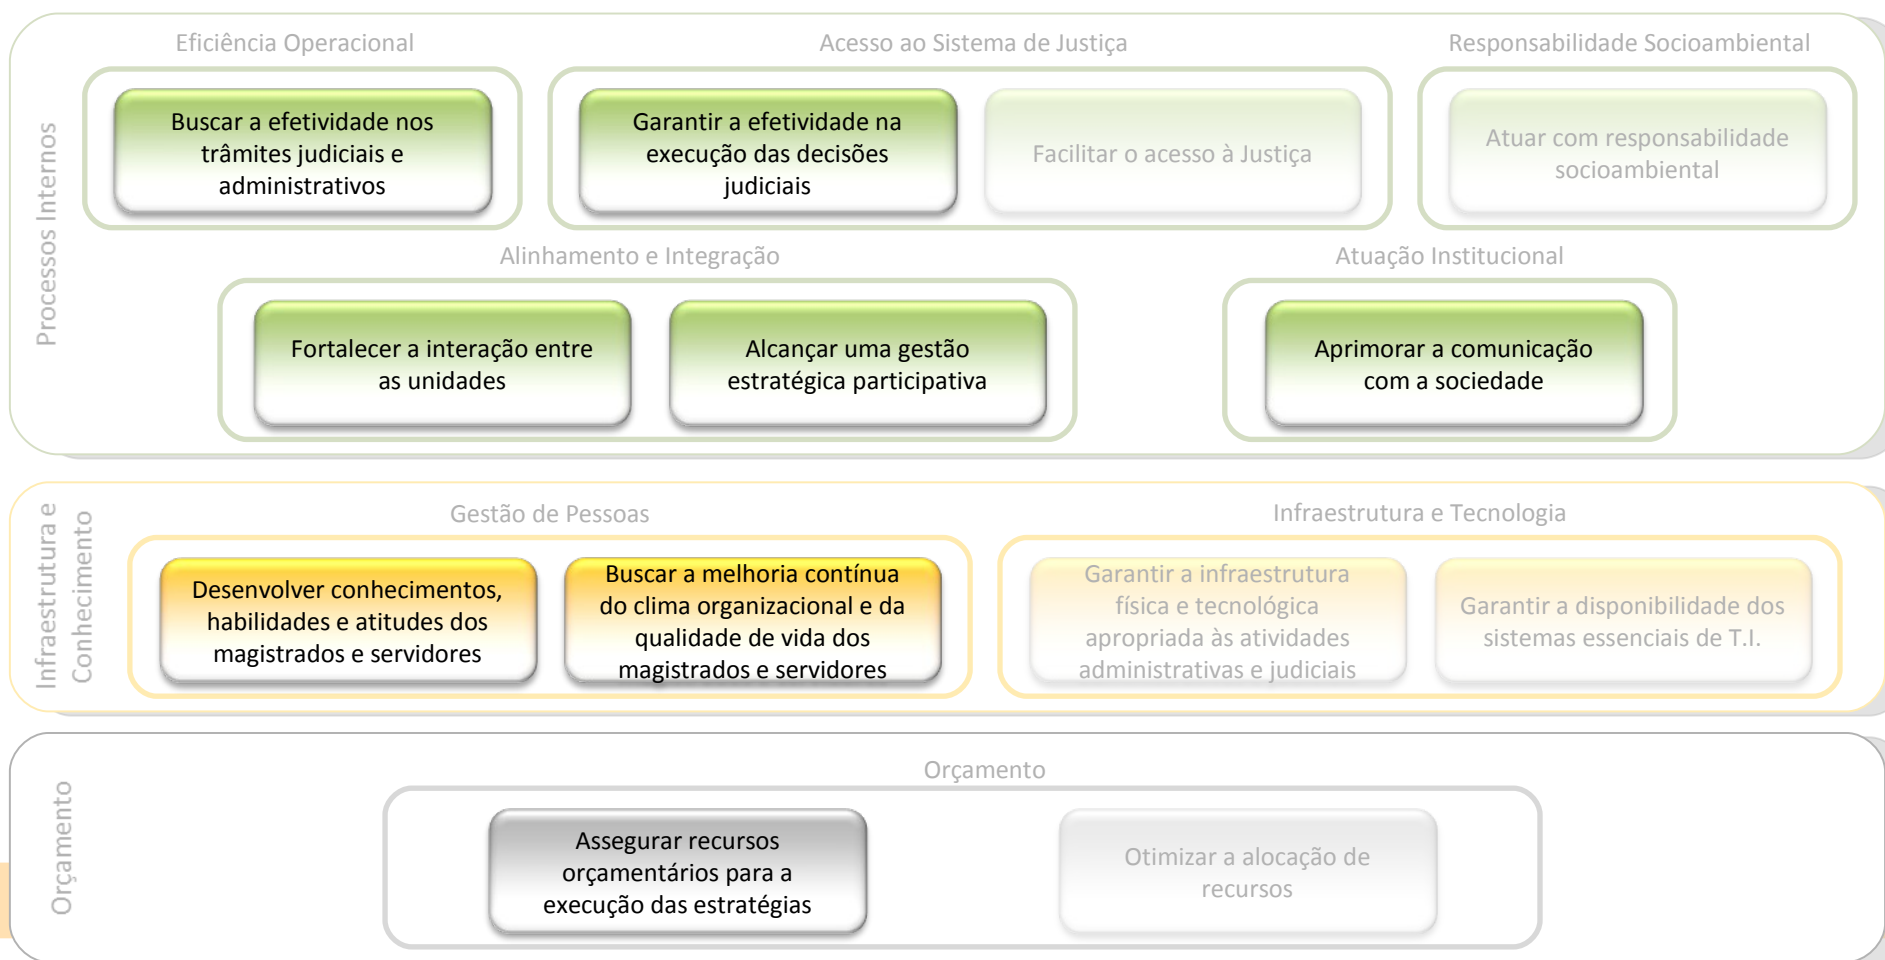 Processos Internos
Eficiência Operacional
Buscar a efetividade nos
trâmites judiciais e
administrativos
Acesso ao Sistema de Justiça
Garantir a efetividade na
execução das decisões
judiciais
Facilitar o acesso à Justiça
Responsabilidade Socioambiental
Atuar com responsabilidade
socioambiental
Alinhamento e Integração
Fortalecer a interação entre
as unidades
Alcançar uma gestão
estratégica participativa
Atuação Institucional
Aprimorar a comunicação
com a sociedade
Infraestrutura e
Conhecimento
Gestão de Pessoas
Desenvolver conhecimentos,
habilidades e atitudes dos
magistrados e servidores
Buscar a melhoria contínua
do clima organizacional e da
qualidade de vida dos
magistrados e servidores
Infraestrutura e Tecnologia
Garantir a infraestrutura
física e tecnológica
apropriada às atividades
administrativas e judiciais
Garantir a disponibilidade dos
sistemas essenciais de T.I.
Orçamento
Orçamento
Assegurar recursos
orçamentários para a
execução das estratégias
Otimizar a alocação de
recursos